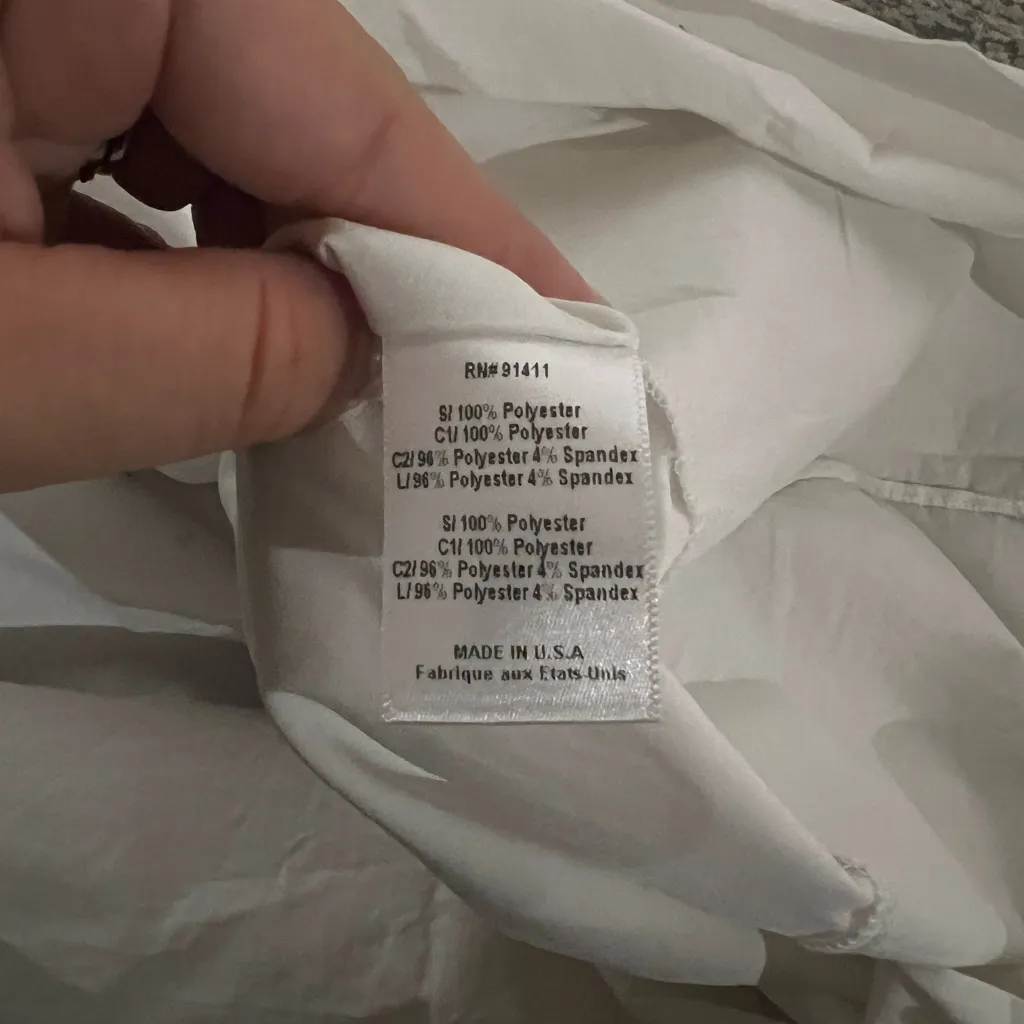 RN# 91411
S/ 100% Polyester
C1/ 100% Polyester
C2/ 96% Polyester 4% Spandex
L/ 96% Polyester 4% Spandex
S/ 100% Polyester
C1/ 100% Polyester
C2/ 96% Polyester 4% Spandex
L/ 96% Polyester 4% Spandex
MADE IN U.S.A
Fabrique aux Etats-Unis